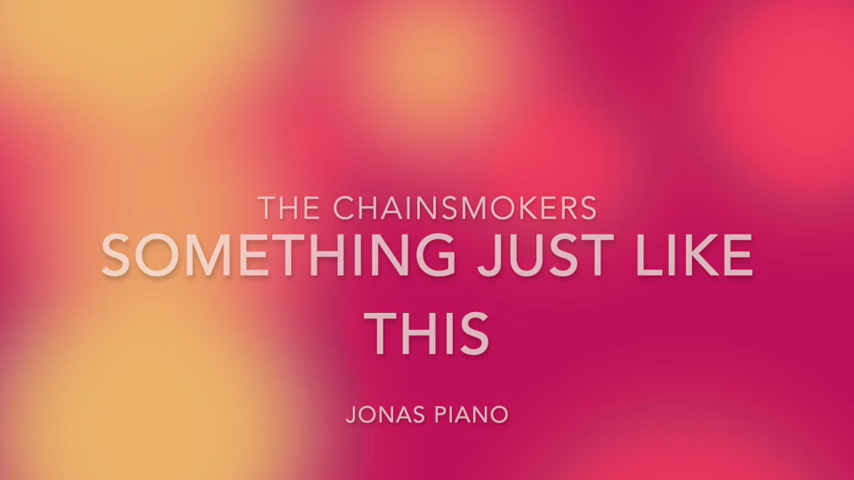 THE CHAINSMOKERS
SOMETHING JUST LIKE
THIS
JONAS PIANO